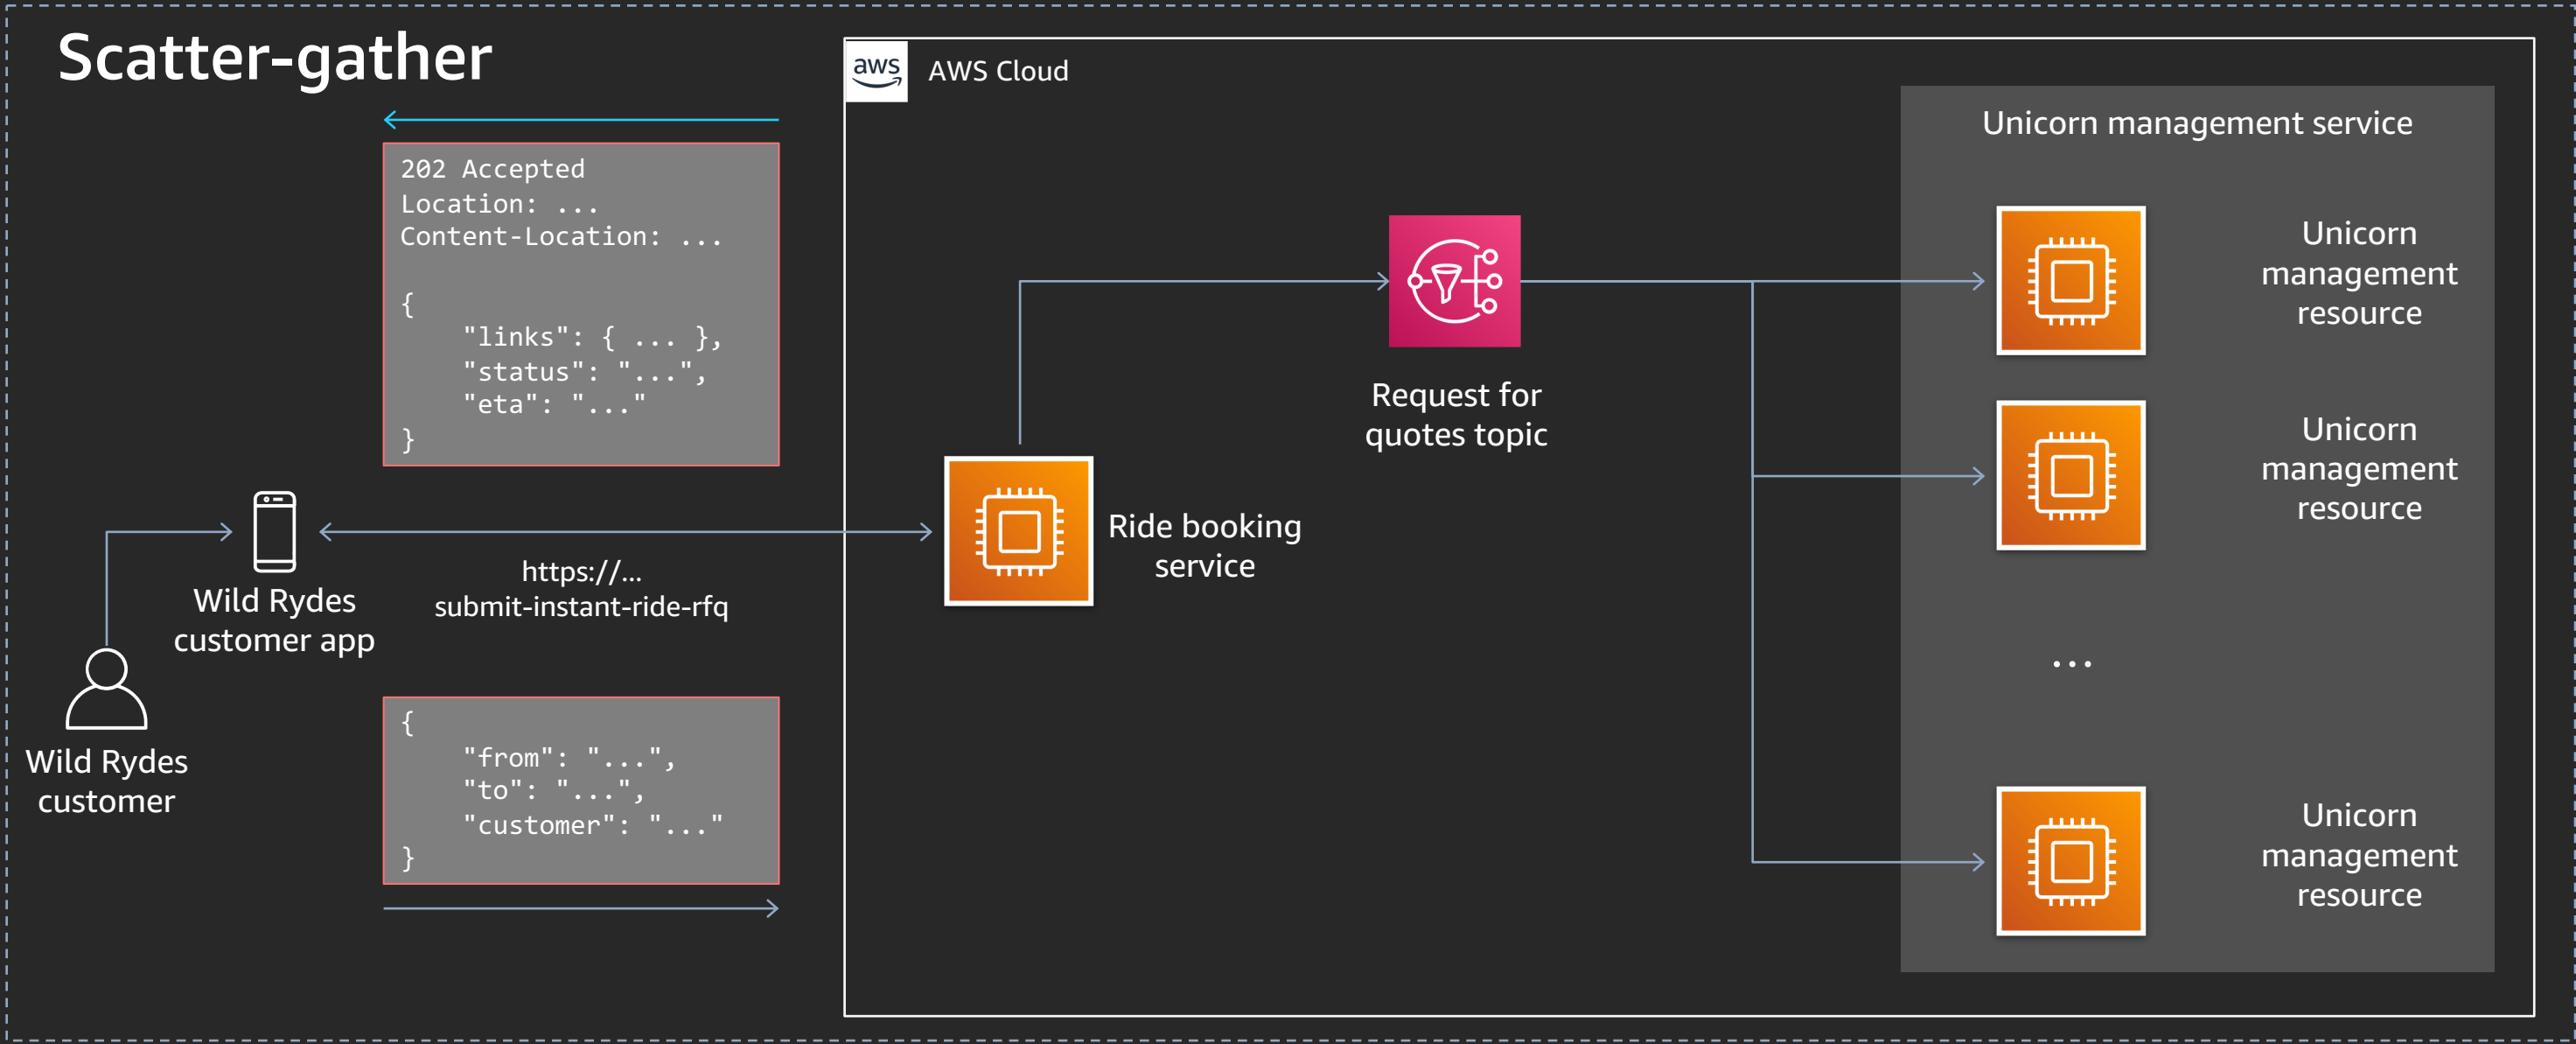 Scatter-gather
aws
AWS Cloud
202 Accepted
Location: ...
Content-Location: ...
{
"links": { ... },
"status": "...",
"eta": "..."
}
Wild Rydes
customer app
https://...
submit-instant-ride-rfq
Wild Rydes
customer
{
"from": "...",
"to": "...",
"customer": "..."
}
Ride booking
service
Request for
quotes topic
Unicorn management service
Unicorn
management
resource
Unicorn
management
resource
...
Unicorn
management
resource